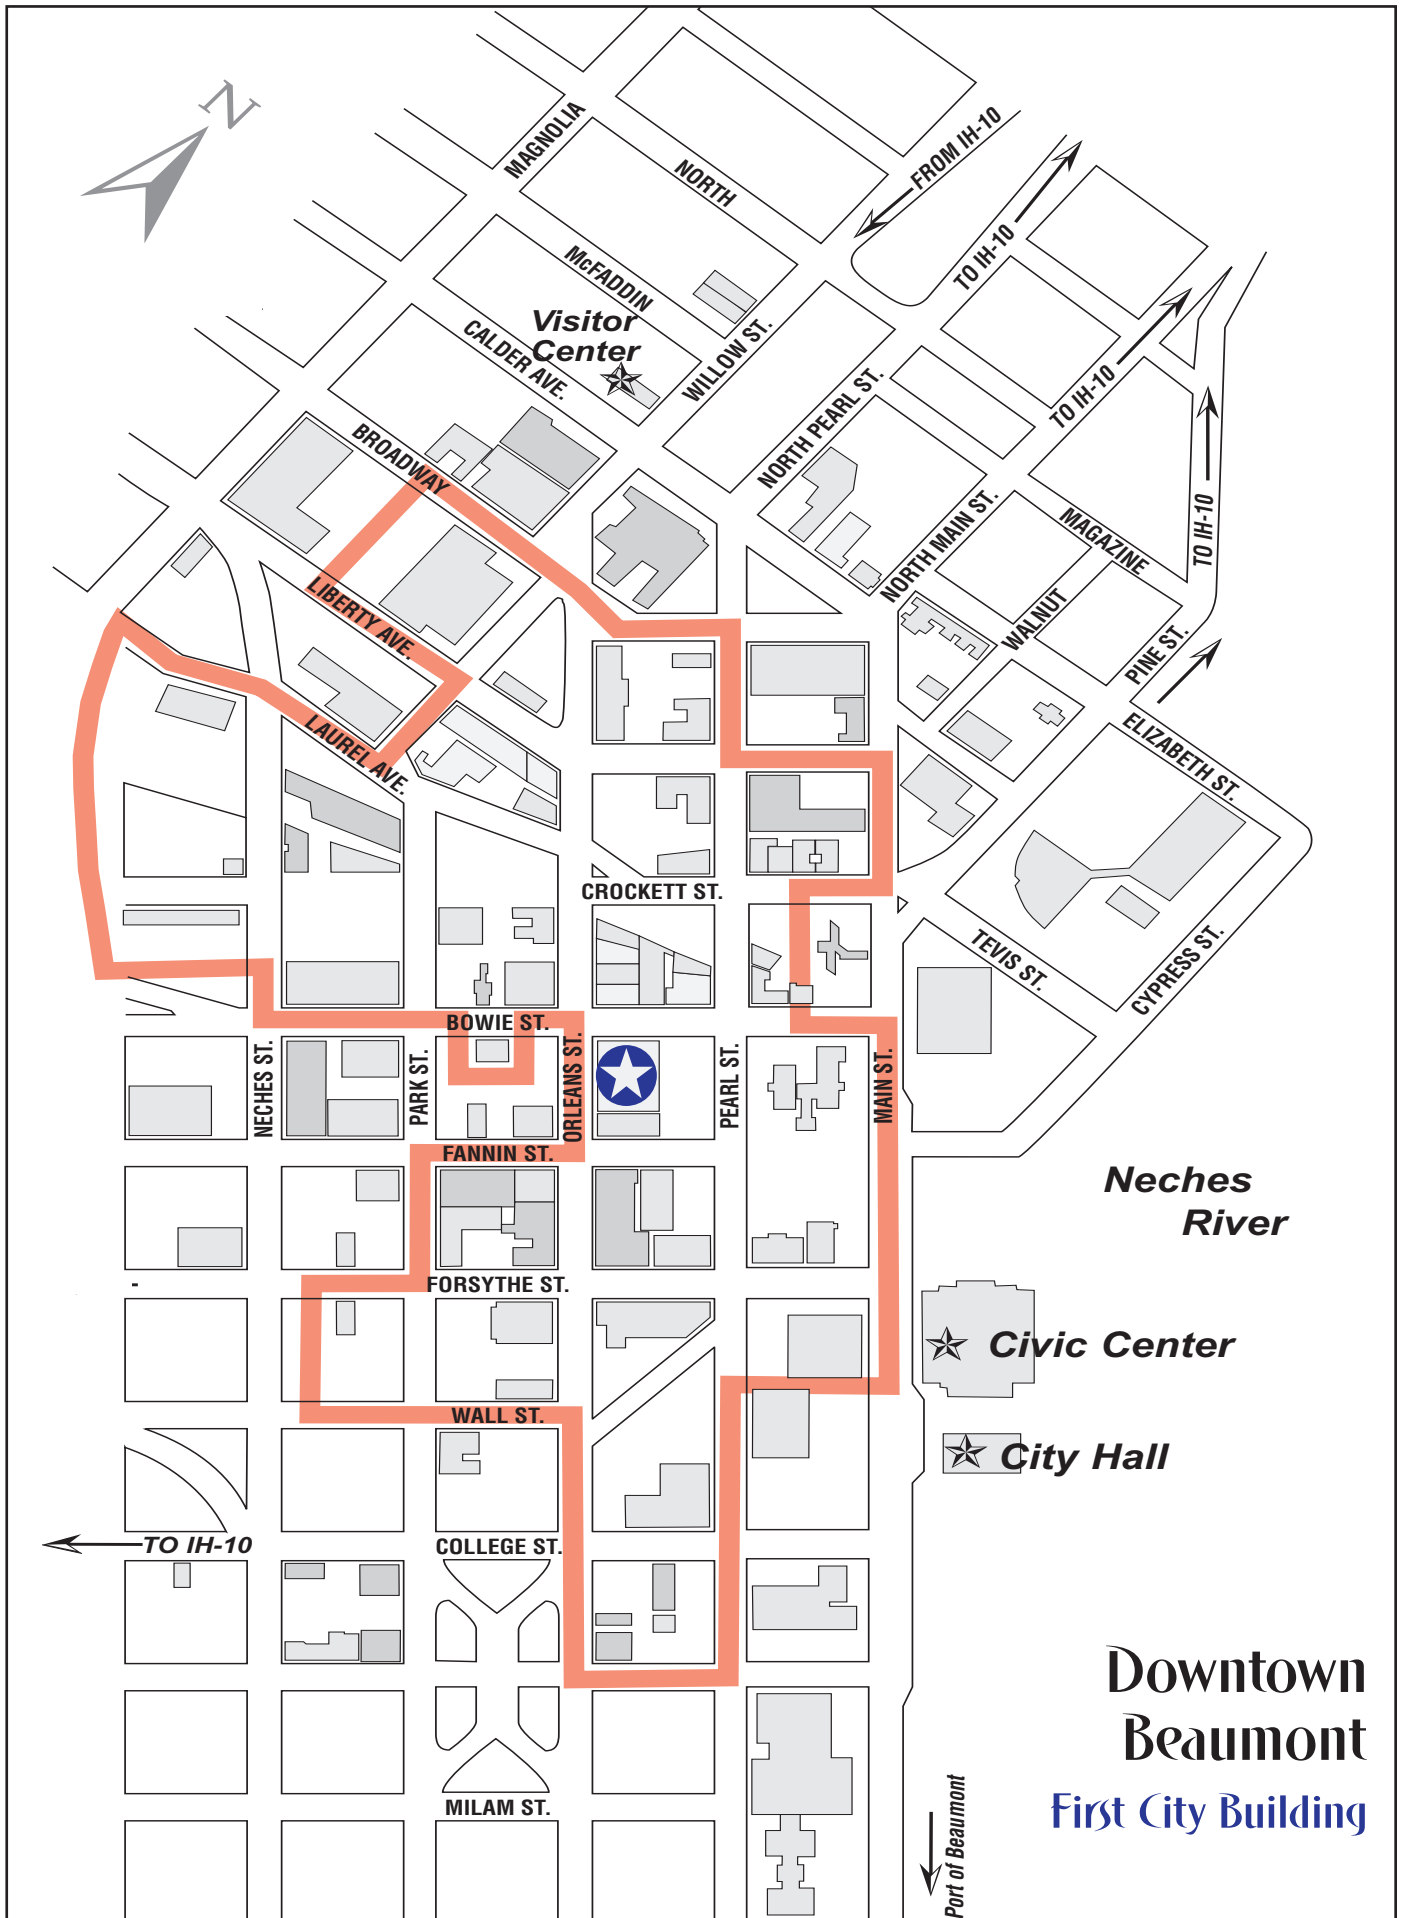 N
MAGNOLIA
FROM IH-10
NORTH
TO IH-10
McFADDIN
Visitor
Center
CALDER AVE.
WILLOW ST.
NORTH PEARL ST.
TO IH-10
BROADWAY
NORTH MAIN ST.
MAGAZINE
TO IH-10
LIBERTY AVE.
WALNUT
PINE ST.
LAUREL AVE.
ELIZABETH ST.
CROCKETT ST.
TEVIS ST.
CYPRESS ST.
BOWIE ST.
NECHES ST.
PARK ST.
ORLEANS ST.
PEARL ST.
MAIN ST.
FANNIN ST.
Neches
River
FORSYTHE ST.
Civic Center
WALL ST.
City Hall
TO IH-10
COLLEGE ST.
Downtown
Beaumont
First City Building
MILAM ST.
Port of Beaumont